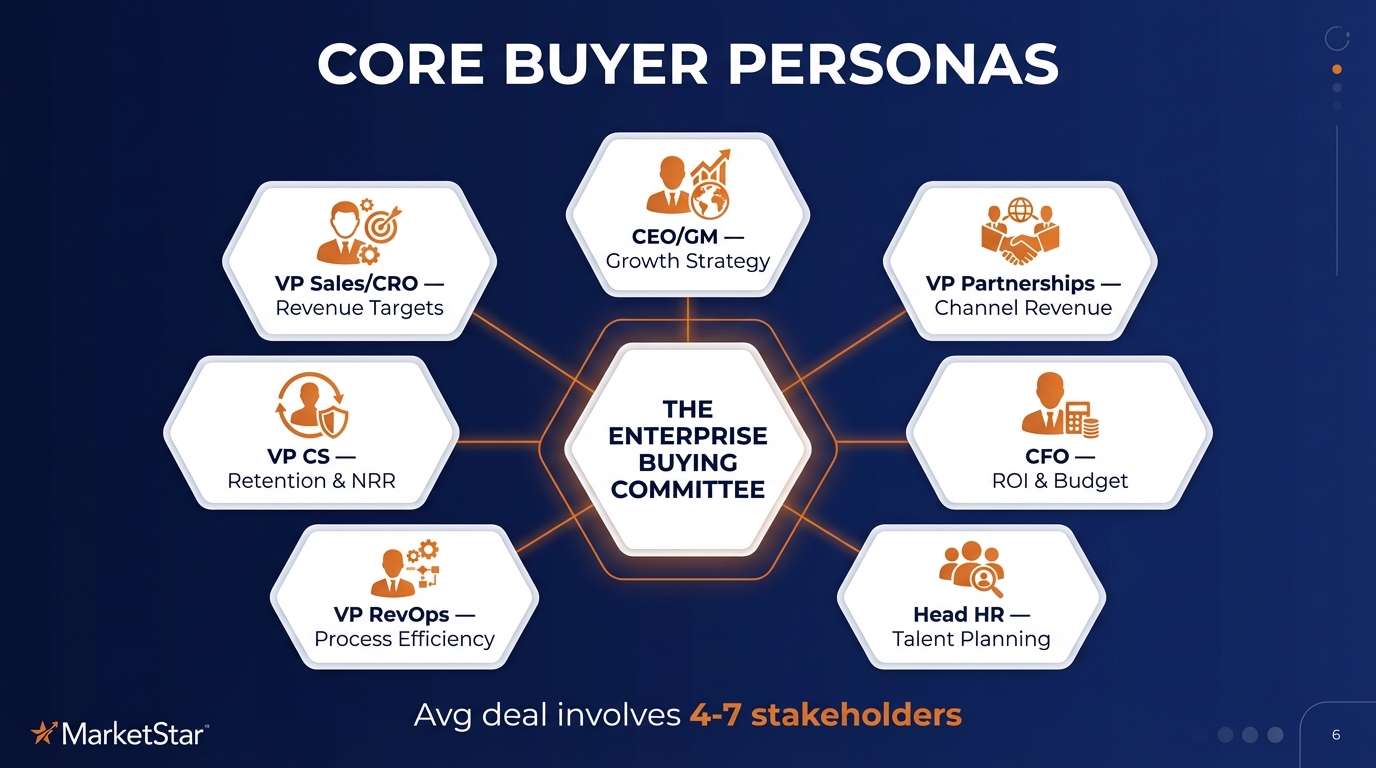 CORE BUYER PERSONAS
CEO/GM —
Growth Strategy
VP Sales/CRO —
Revenue Targets
VP Partnerships —
Channel Revenue
THE
ENTERPRISE
BUYING
COMMITTEE
VP CS —
Retention & NRR
CFO —
ROI & Budget
VP RevOps —
Process Efficiency
Head HR —
Talent Planning
Avg deal involves 4-7 stakeholders
MarketStar
6